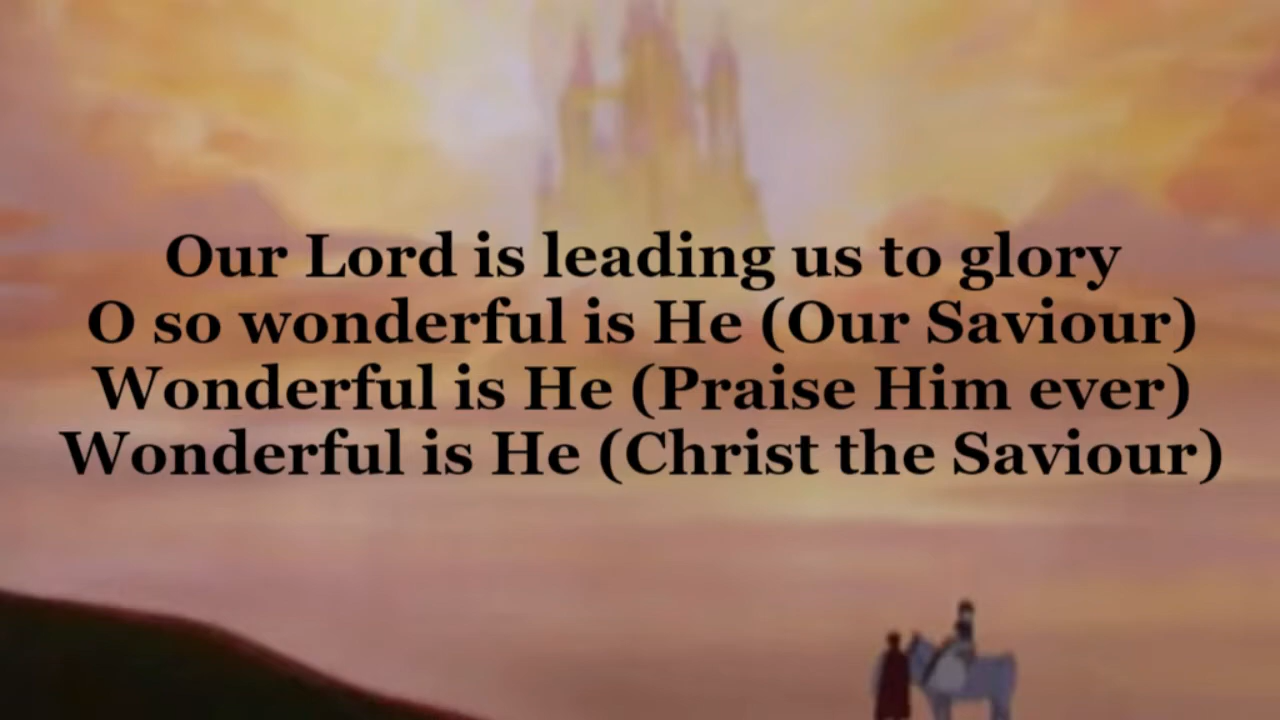 Our Lord is leading us to glory
O so wonderful is He (Our Saviour)
Wonderful is He (Praise Him ever)
Wonderful is He (Christ the Saviour)